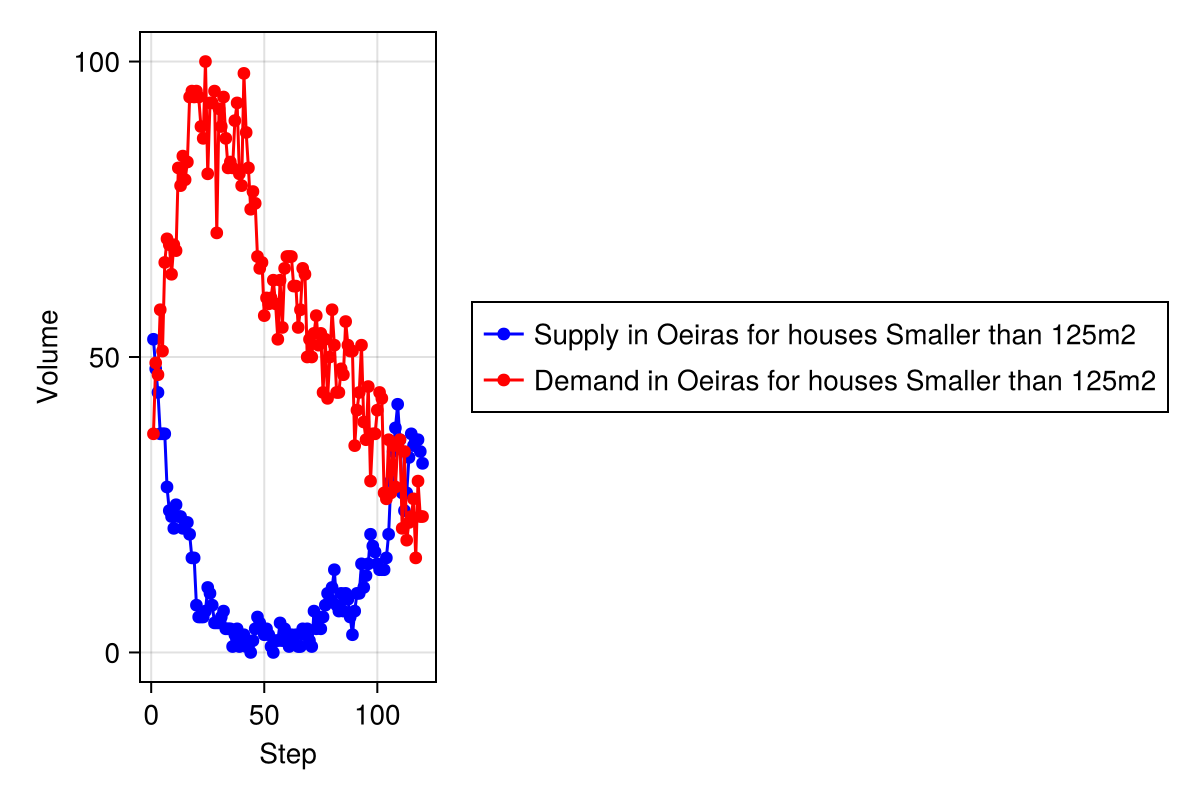 100
50
0
Volume
0 50 100
Step
Supply in Oeiras for houses Smaller than 125m2
Demand in Oeiras for houses Smaller than 125m2